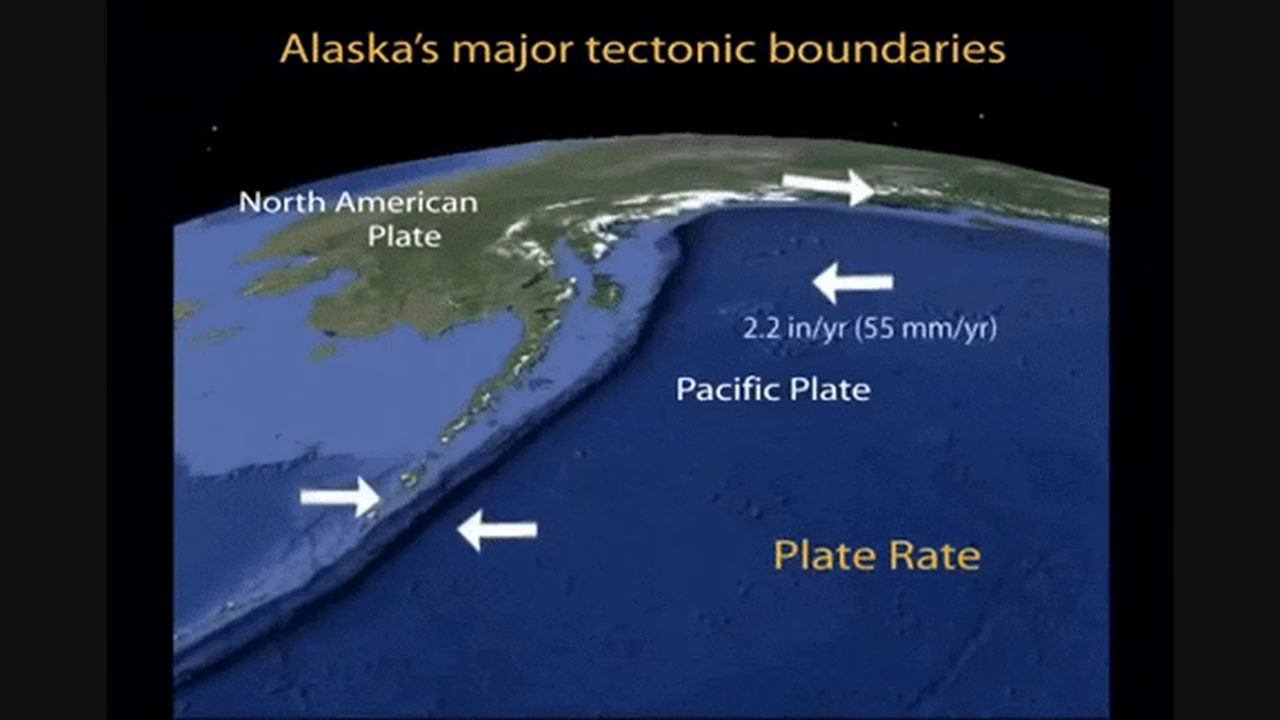 Alaska's major tectonic boundaries
North American
Plate
2.2 in/yr (55 mm/yr)
Pacific Plate
Plate Rate